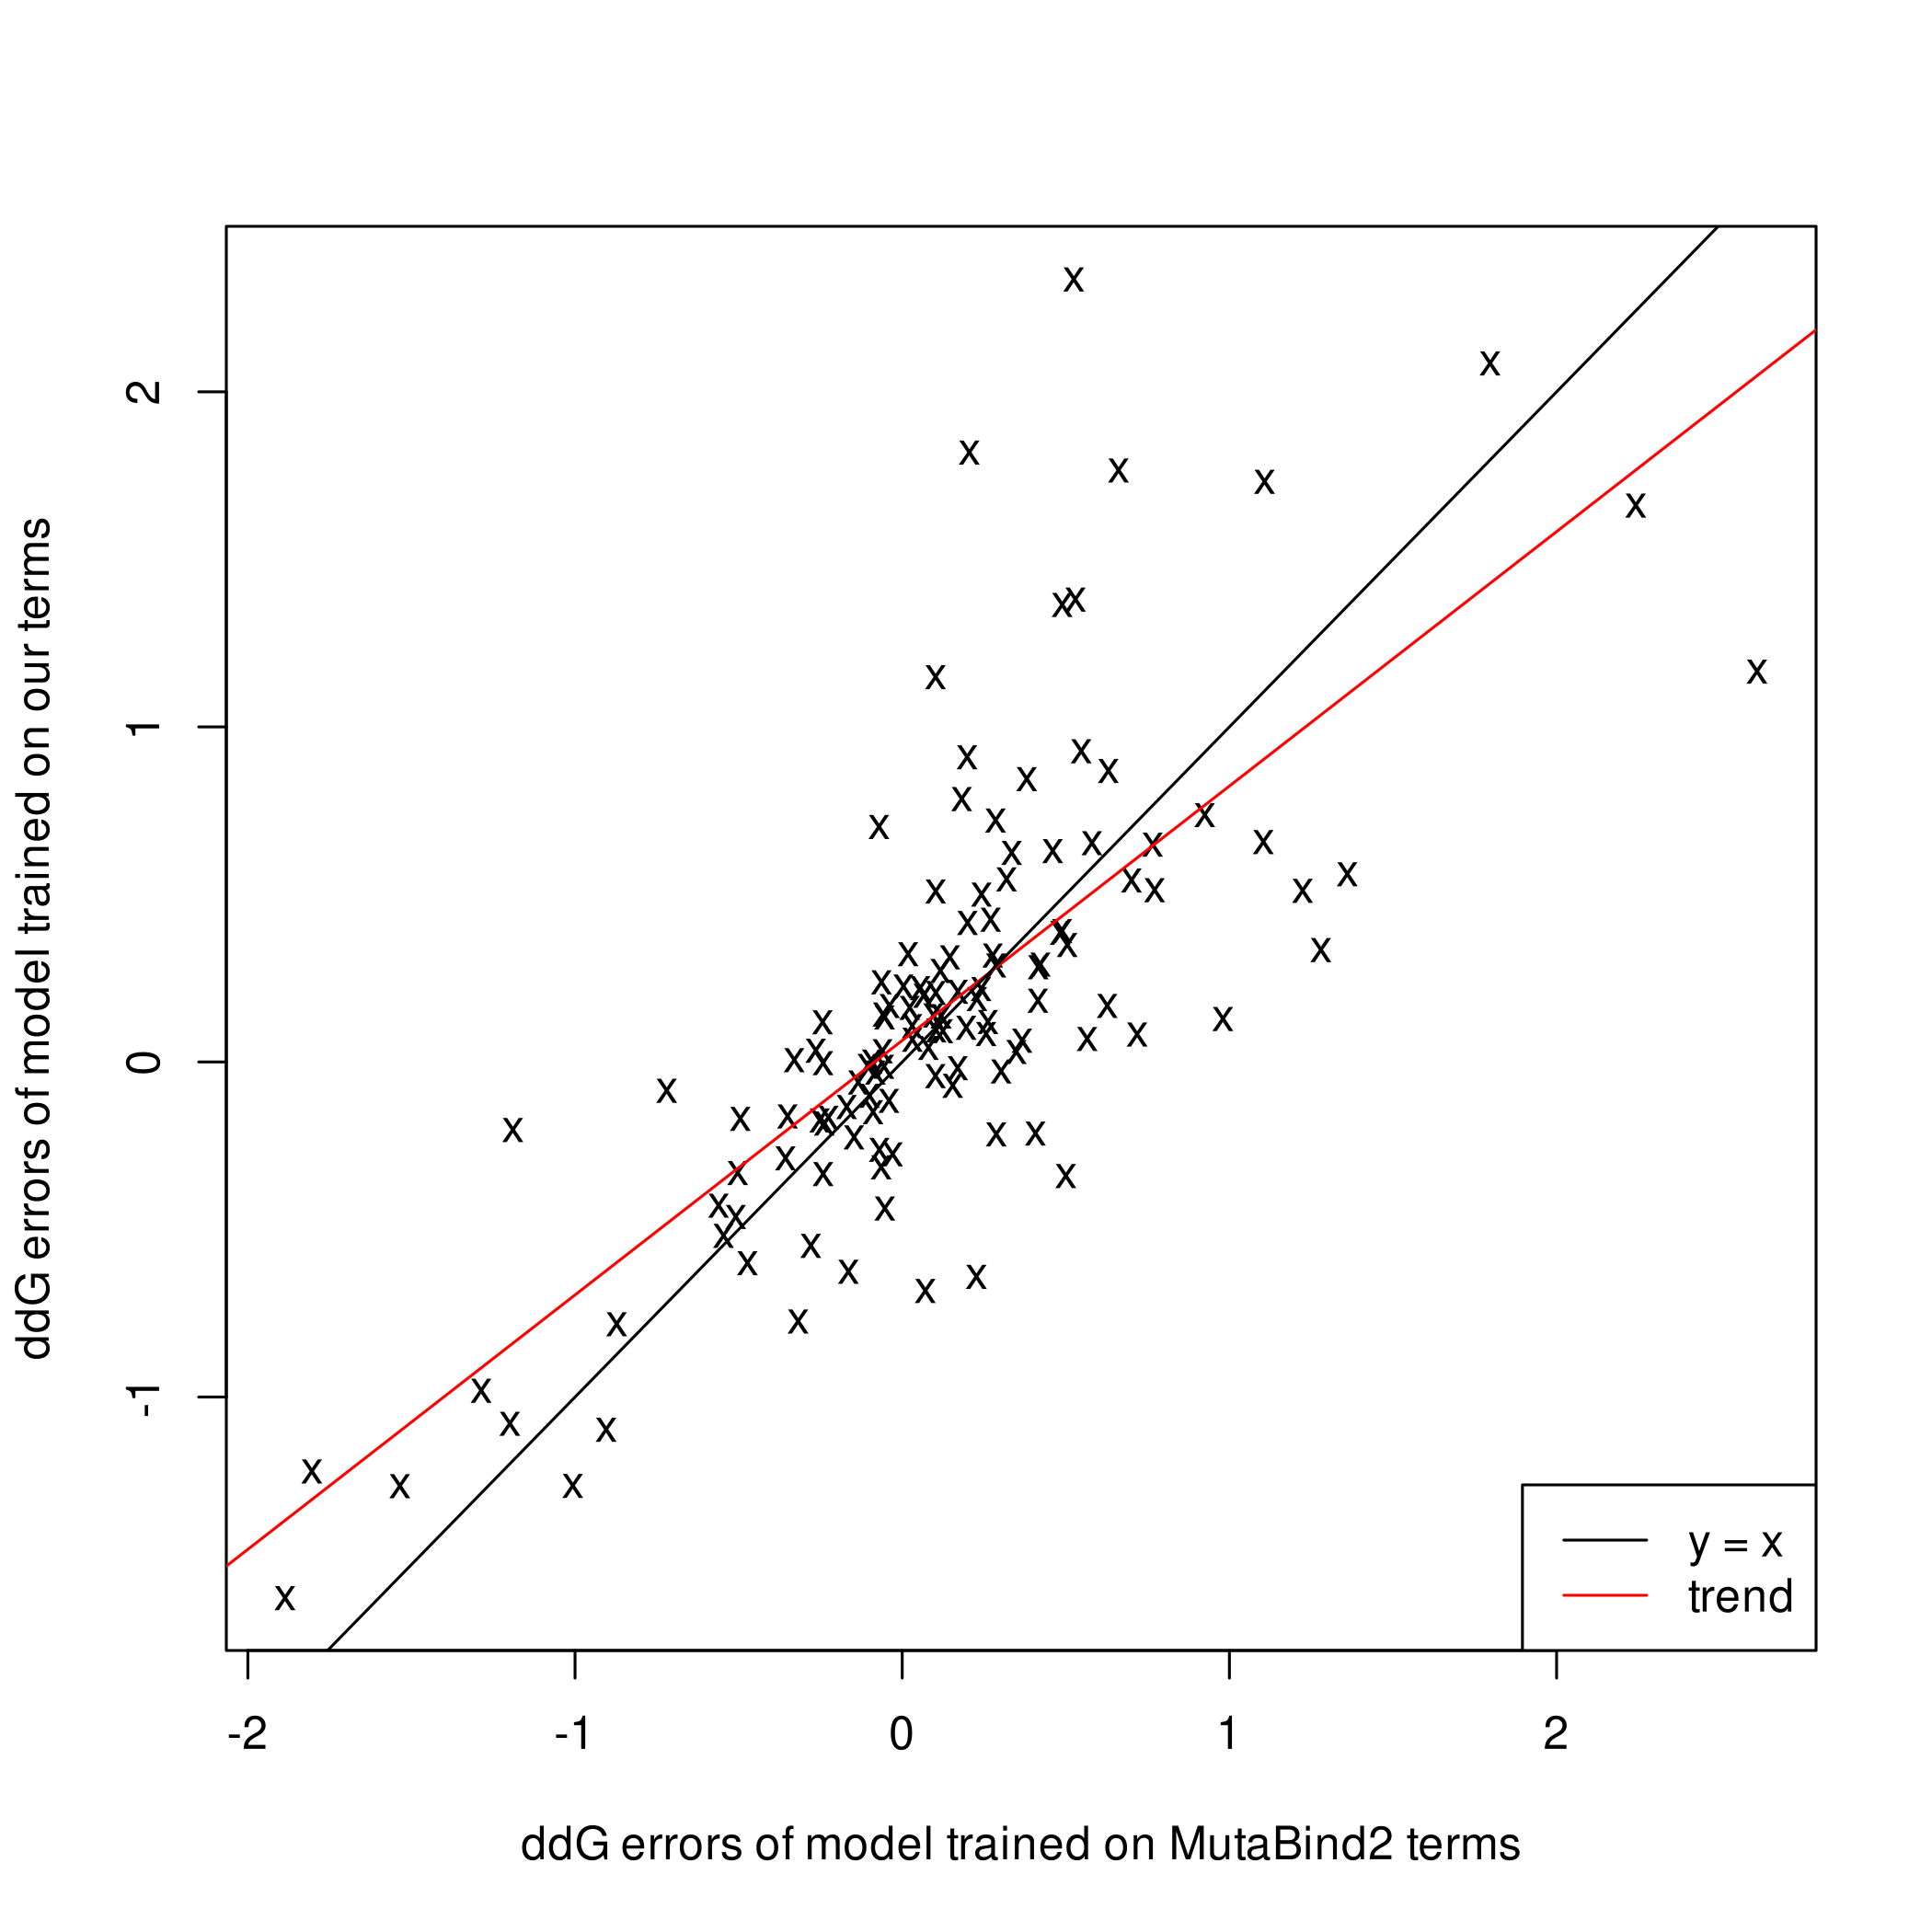 ddG errors of model trained on our terms
2
1
0
-1
y = x
trend
-2
-1
0
1
2
ddG errors of model trained on MutaBind2 terms